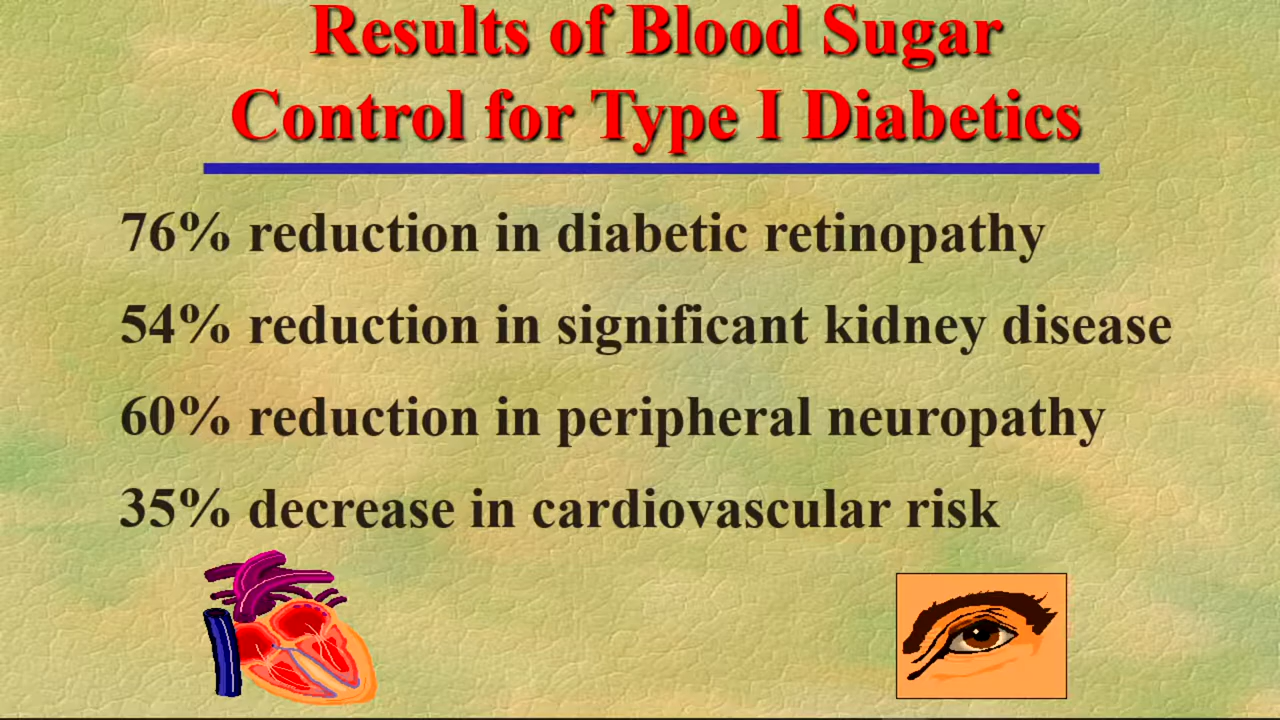 Results of Blood Sugar
Control for Type I Diabetics
76% reduction in diabetic retinopathy
54% reduction in significant kidney disease
60% reduction in peripheral neuropathy
35% decrease in cardiovascular risk